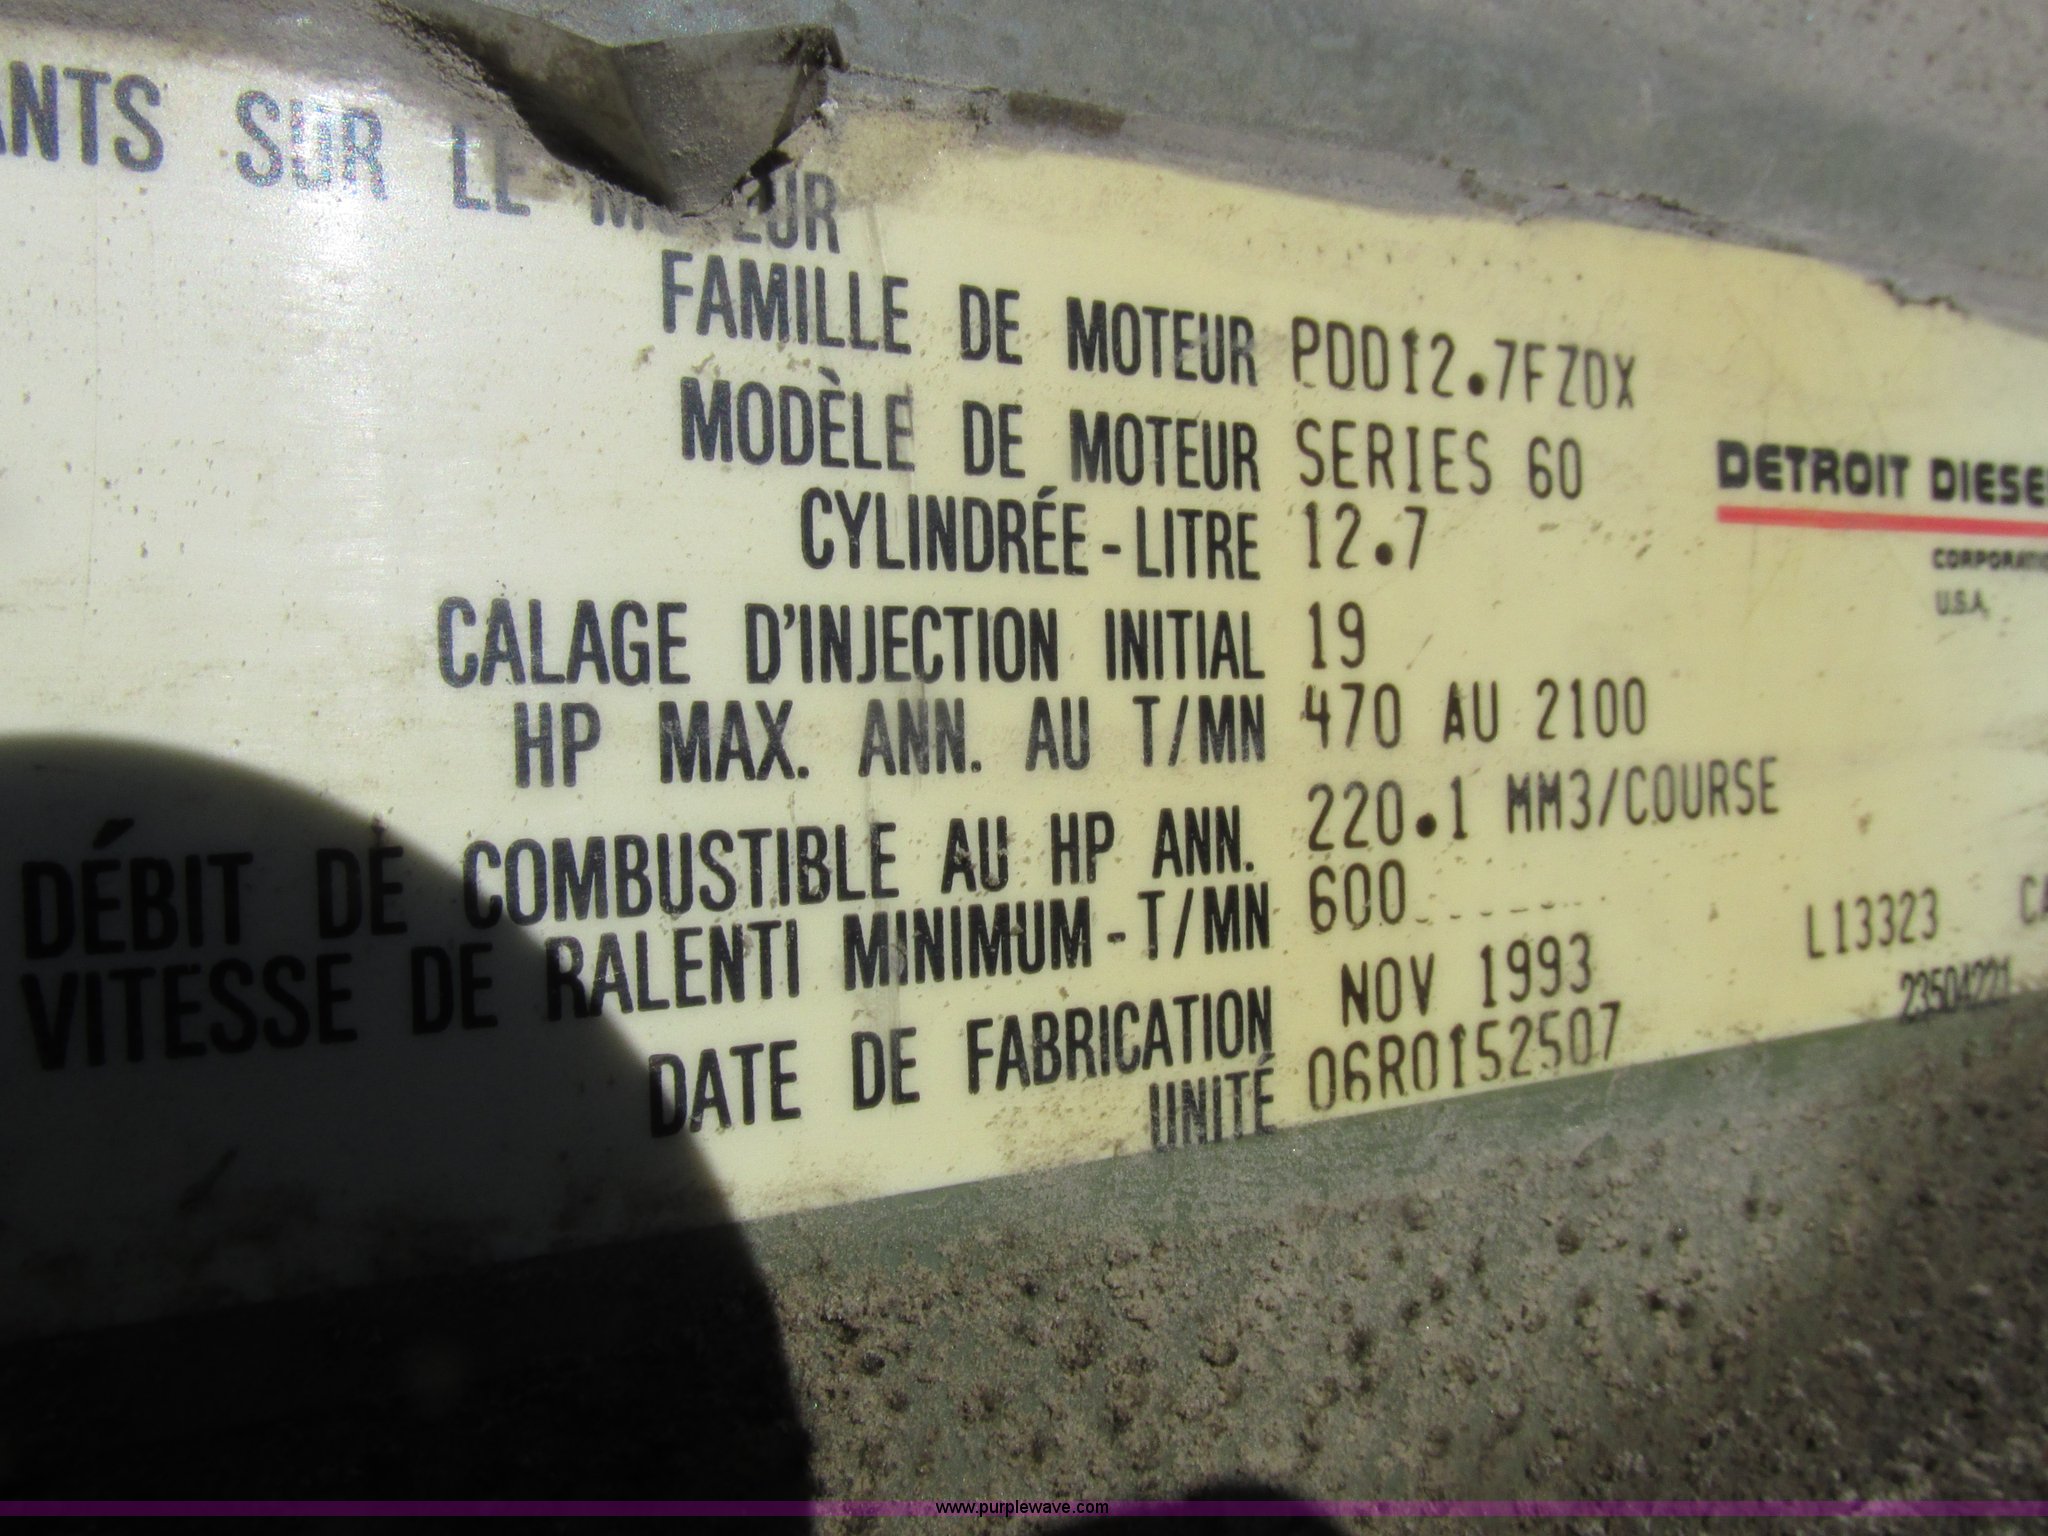 ANTS SUR LE MOTEUR
FAMILLE DE MOTEUR PDD12.7FZDX
MODÈLE DE MOTEUR SERIES 60
CYLINDRÉE - LITRE 12.7
CALAGE D'INJECTION INITIAL 19
HP MAX. ANN. AU T/MN 470 AU 2100
DÉBIT DE COMBUSTIBLE AU HP ANN. 220.1 MM3/COURSE
VITESSE DE RALENTI MINIMUM - T/MN 600
DATE DE FABRICATION NOV 1993
UNITÉ 06R0152507
DETROIT DIESE
CORPORATIO
U.S.A.
L13323 CA
23504221
www.purplewave.com